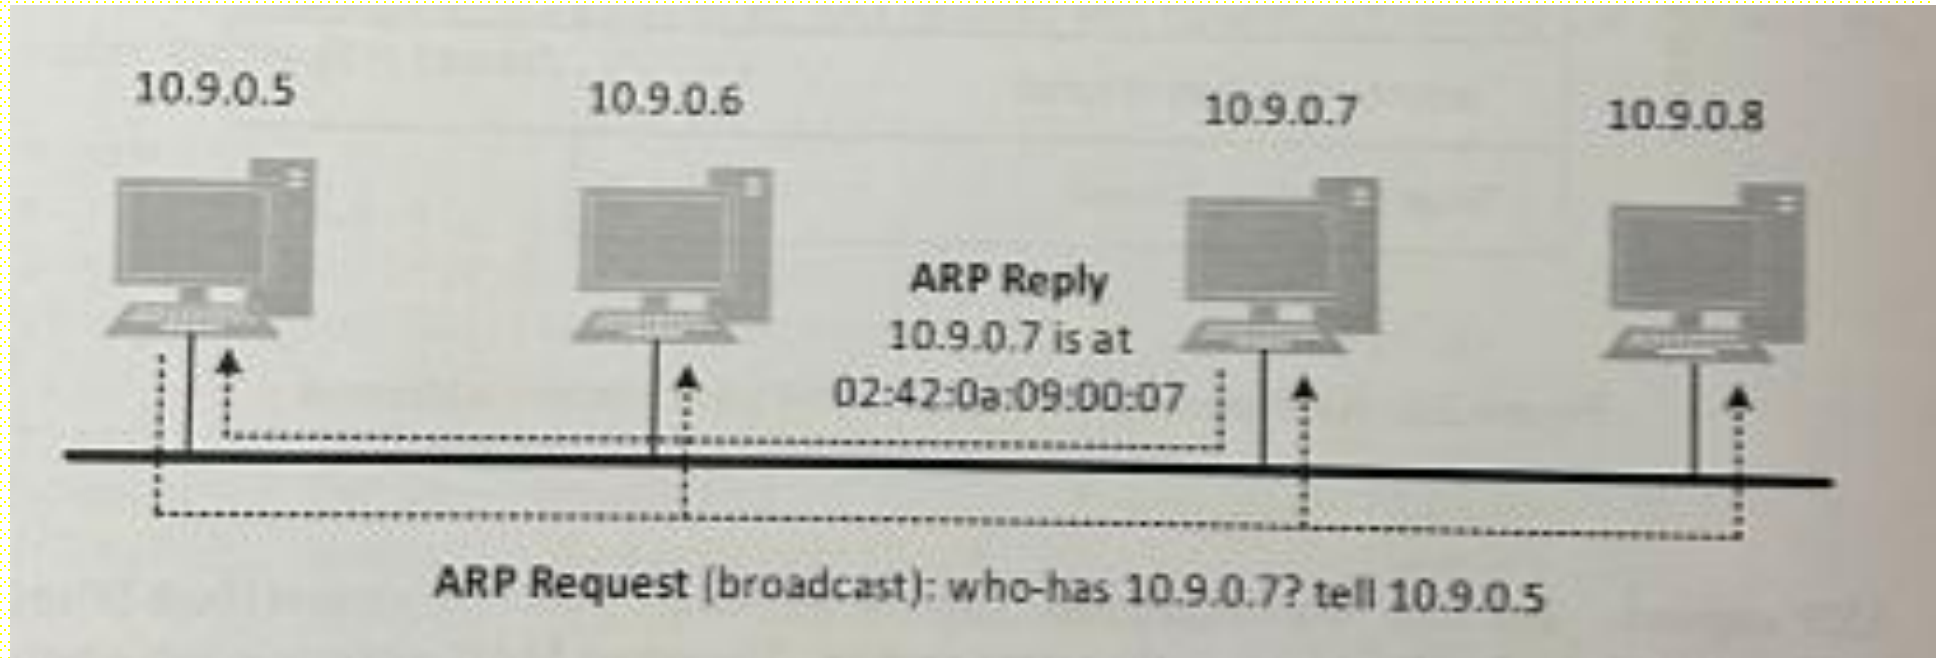 10.9.0.5
10.9.0.6
10.9.0.7
10.9.0.8
ARP Reply
10.9.0.7 is at
02:42:0a:09:00:07
ARP Request (broadcast): who-has 10.9.0.7? tell 10.9.0.5